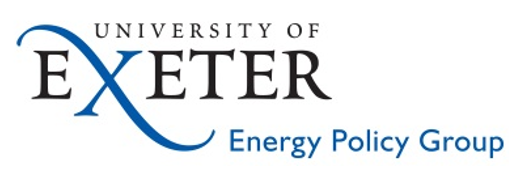 UNIVERSITY OF
EXETER
Energy Policy Group